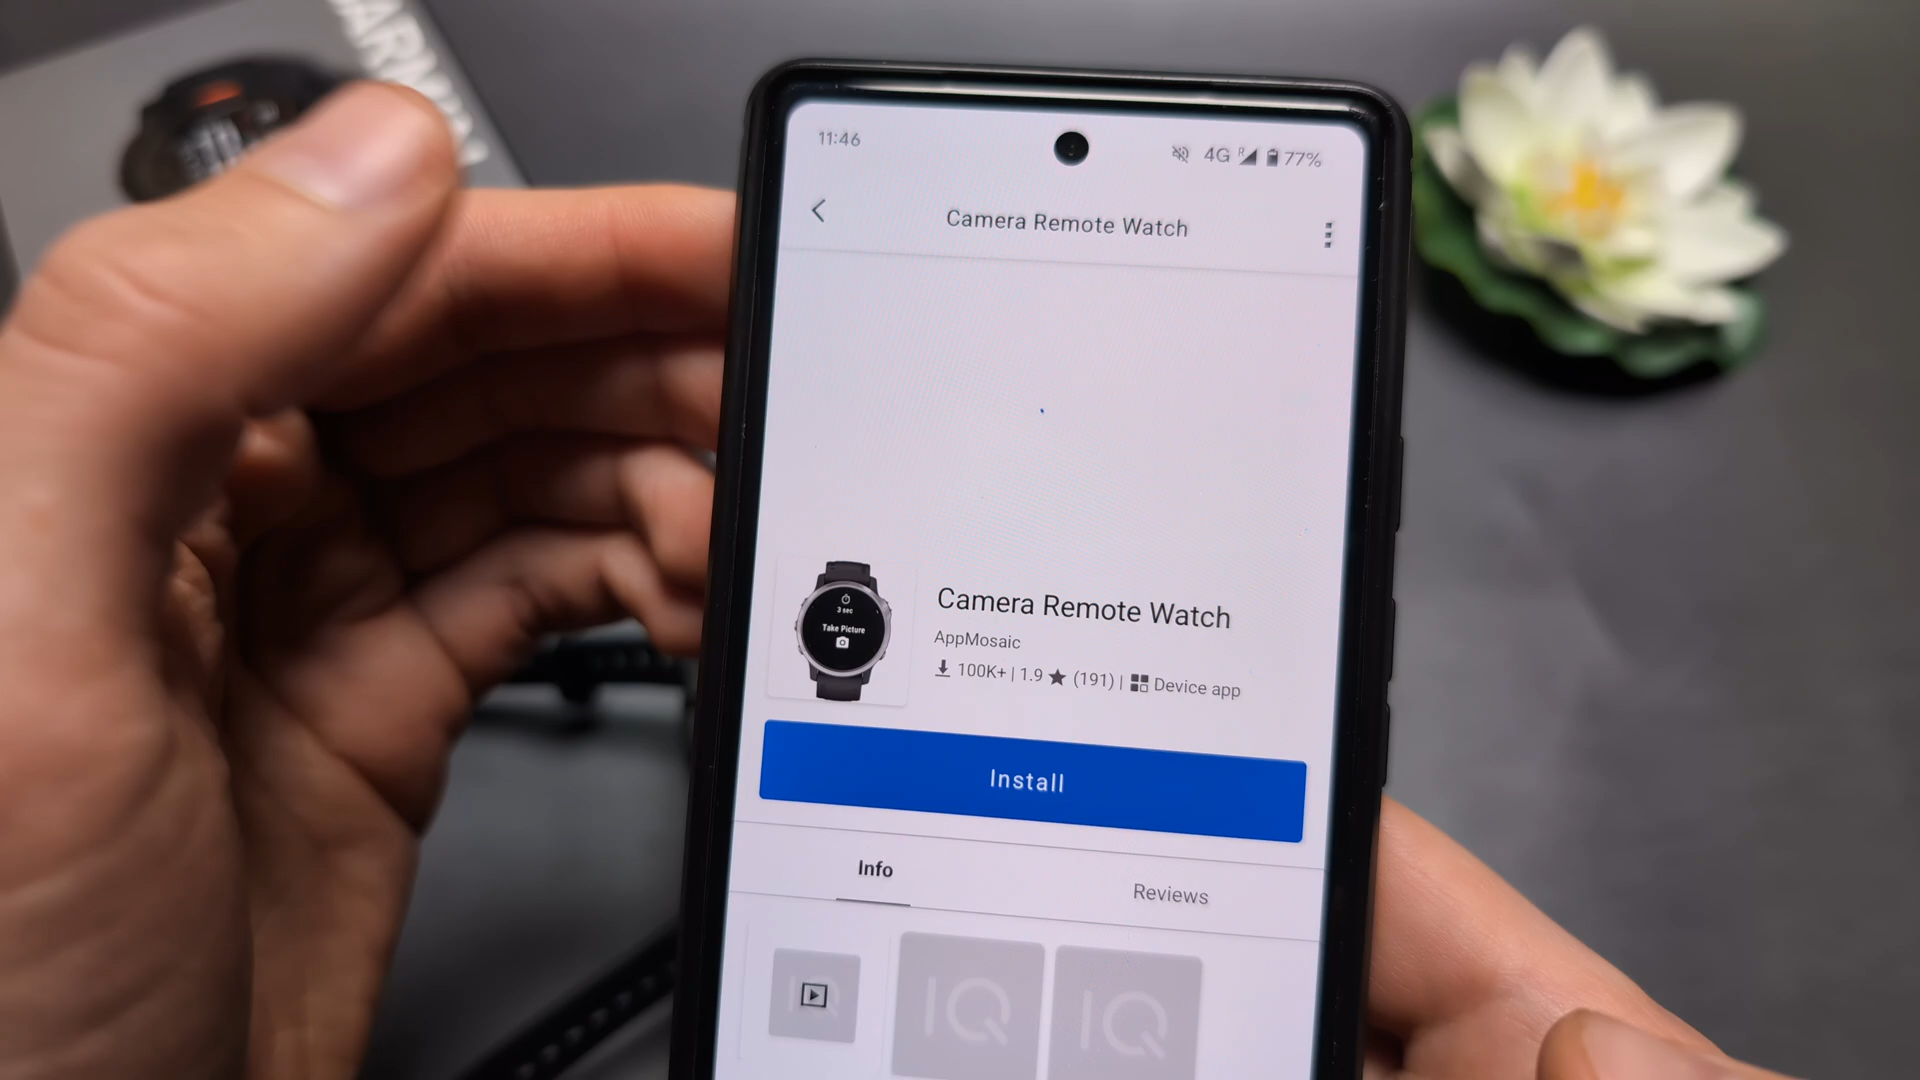 GARMIN
11:46
4G R 77%
Camera Remote Watch
3 sec
Take Picture
Camera Remote Watch
AppMosaic
100K+ | 1.9 ★ (191) | Device app
Install
Info
Reviews
IQ
IQ